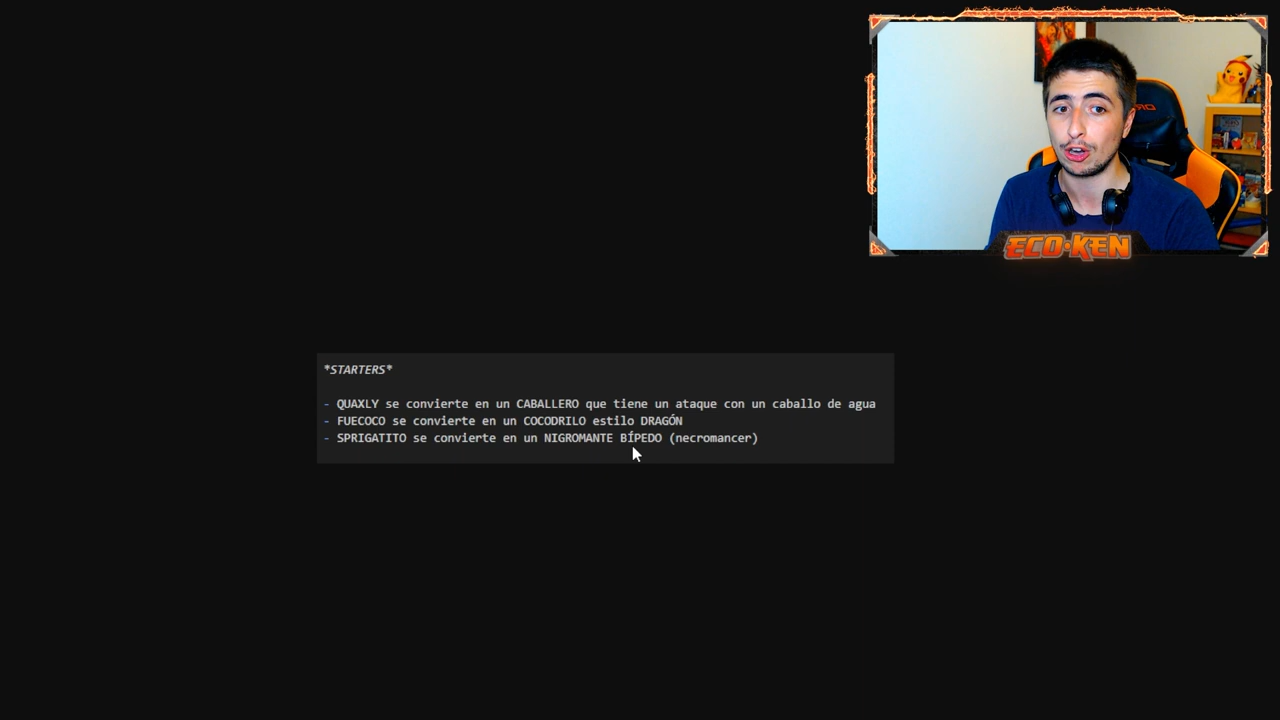 ECO·KEN
*STARTERS*
- QUAXLY se convierte en un CABALLERO que tiene un ataque con un caballo de agua
- FUECOCO se convierte en un COCODRILO estilo DRAGÓN
- SPRIGATITO se convierte en un NIGROMANTE BÍPEDO (necromancer)